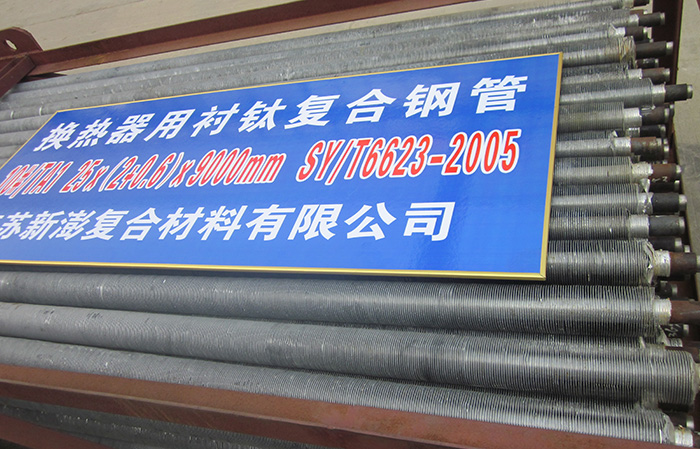 换热器用衬钛复合钢管
/TA1 25x(2+0.6)x9000mm SY/T6623-2005
苏新澎复合材料有限公司